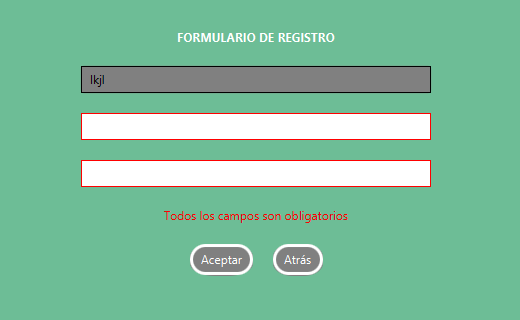 FORMULARIO DE REGISTRO
lkjl
Todos los campos son obligatorios
Aceptar
Atrás